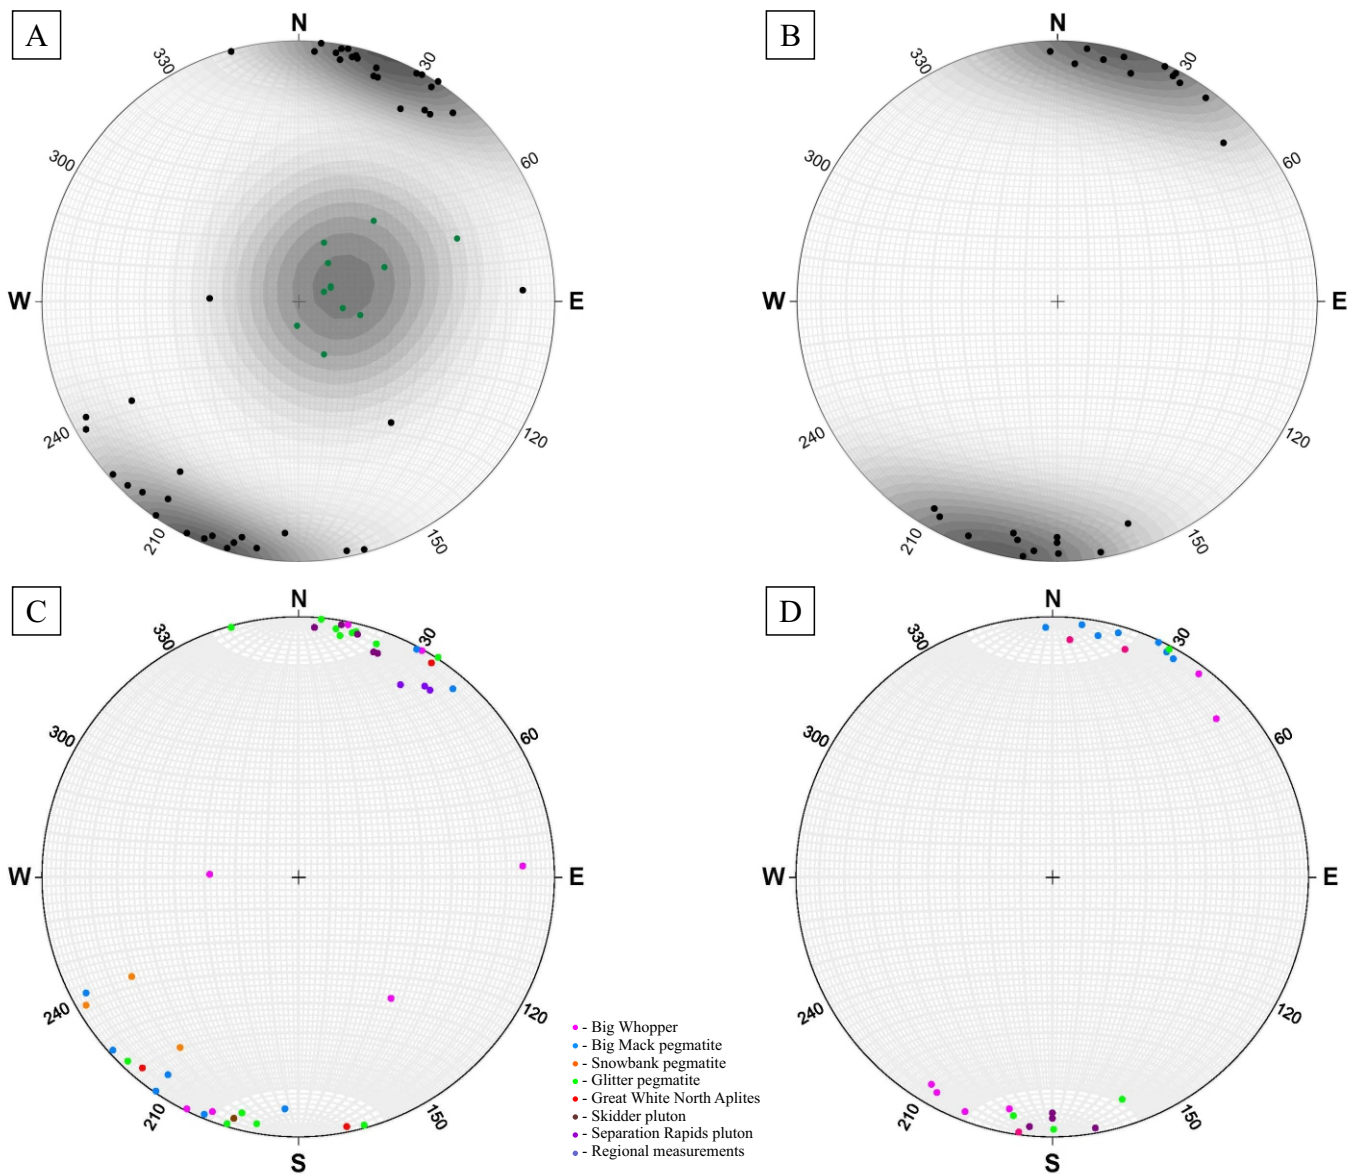 A
N
330
30
300
60
W
E
240
120
210
150
B
N
30
330
300
60
W
E
240
120
210
150
C
N
330
30
300
60
W
E
240
120
210
150
S
D
N
330
30
300
60
W
E
240
120
210
150
S
- Big Whopper
- Big Mack pegmatite
- Snowbank pegmatite
- Glitter pegmatite
- Great White North Aplites
- Skidder pluton
- Separation Rapids pluton
- Regional measurements